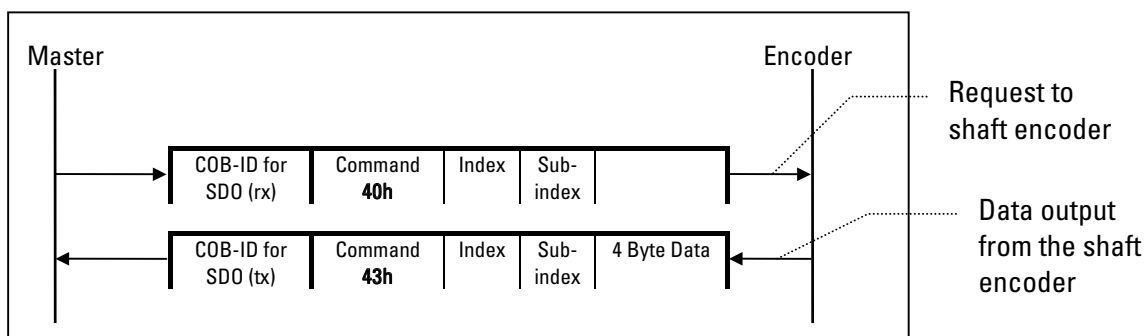 Master
Encoder
Request to
shaft encoder
COB-ID for
SDO (rx)
Command
40h
Index
Sub-
index
Data output
from the shaft
encoder
COB-ID for
SDO (tx)
Command
43h
Index
Sub-
index
4 Byte Data